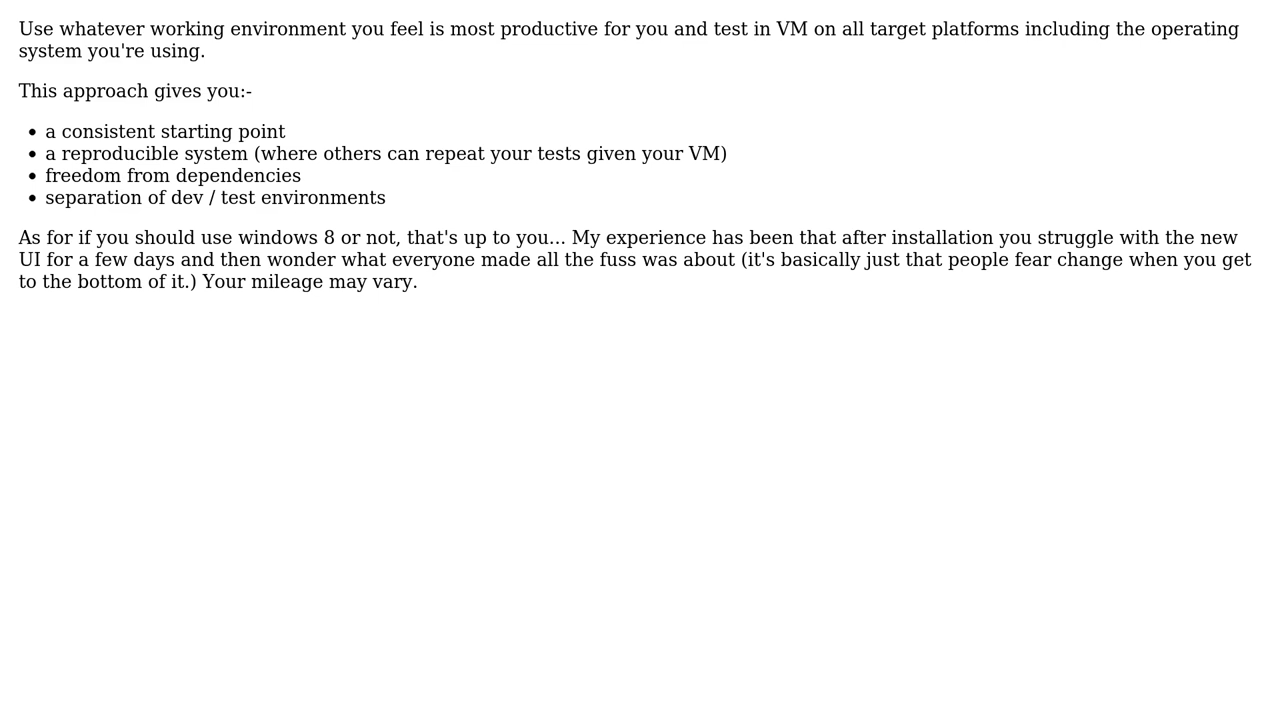 Use whatever working environment you feel is most productive for you and test in VM on all target platforms including the operating
system you're using.
This approach gives you:-
• a consistent starting point
• a reproducible system (where others can repeat your tests given your VM)
• freedom from dependencies
• separation of dev / test environments
As for if you should use windows 8 or not, that's up to you... My experience has been that after installation you struggle with the new
UI for a few days and then wonder what everyone made all the fuss was about (it's basically just that people fear change when you get
to the bottom of it.) Your mileage may vary.